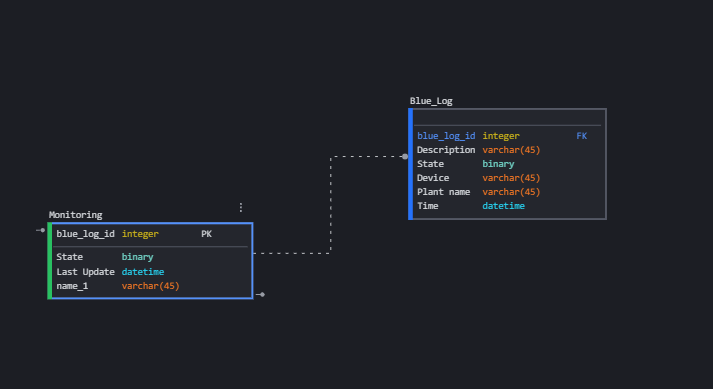 Blue_Log
blue_log_id integer FK
Description varchar(45)
State binary
Device varchar(45)
Plant name varchar(45)
Time datetime
Monitoring
blue_log_id integer PK
State binary
Last Update datetime
name_1 varchar(45)